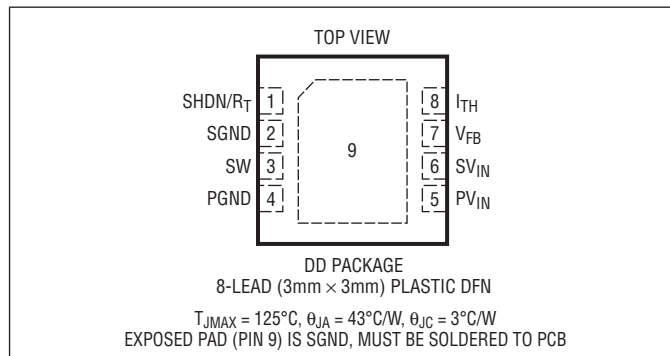 TOP VIEW
SHDN/RT 1
SGND 2
SW 3
PGND 4
9
8 ITH
7 VFB
6 SVIN
5 PVIN
DD PACKAGE
8-LEAD (3mm × 3mm) PLASTIC DFN
TJMAX = 125°C, θJA = 43°C/W, θJC = 3°C/W
EXPOSED PAD (PIN 9) IS SGND, MUST BE SOLDERED TO PCB